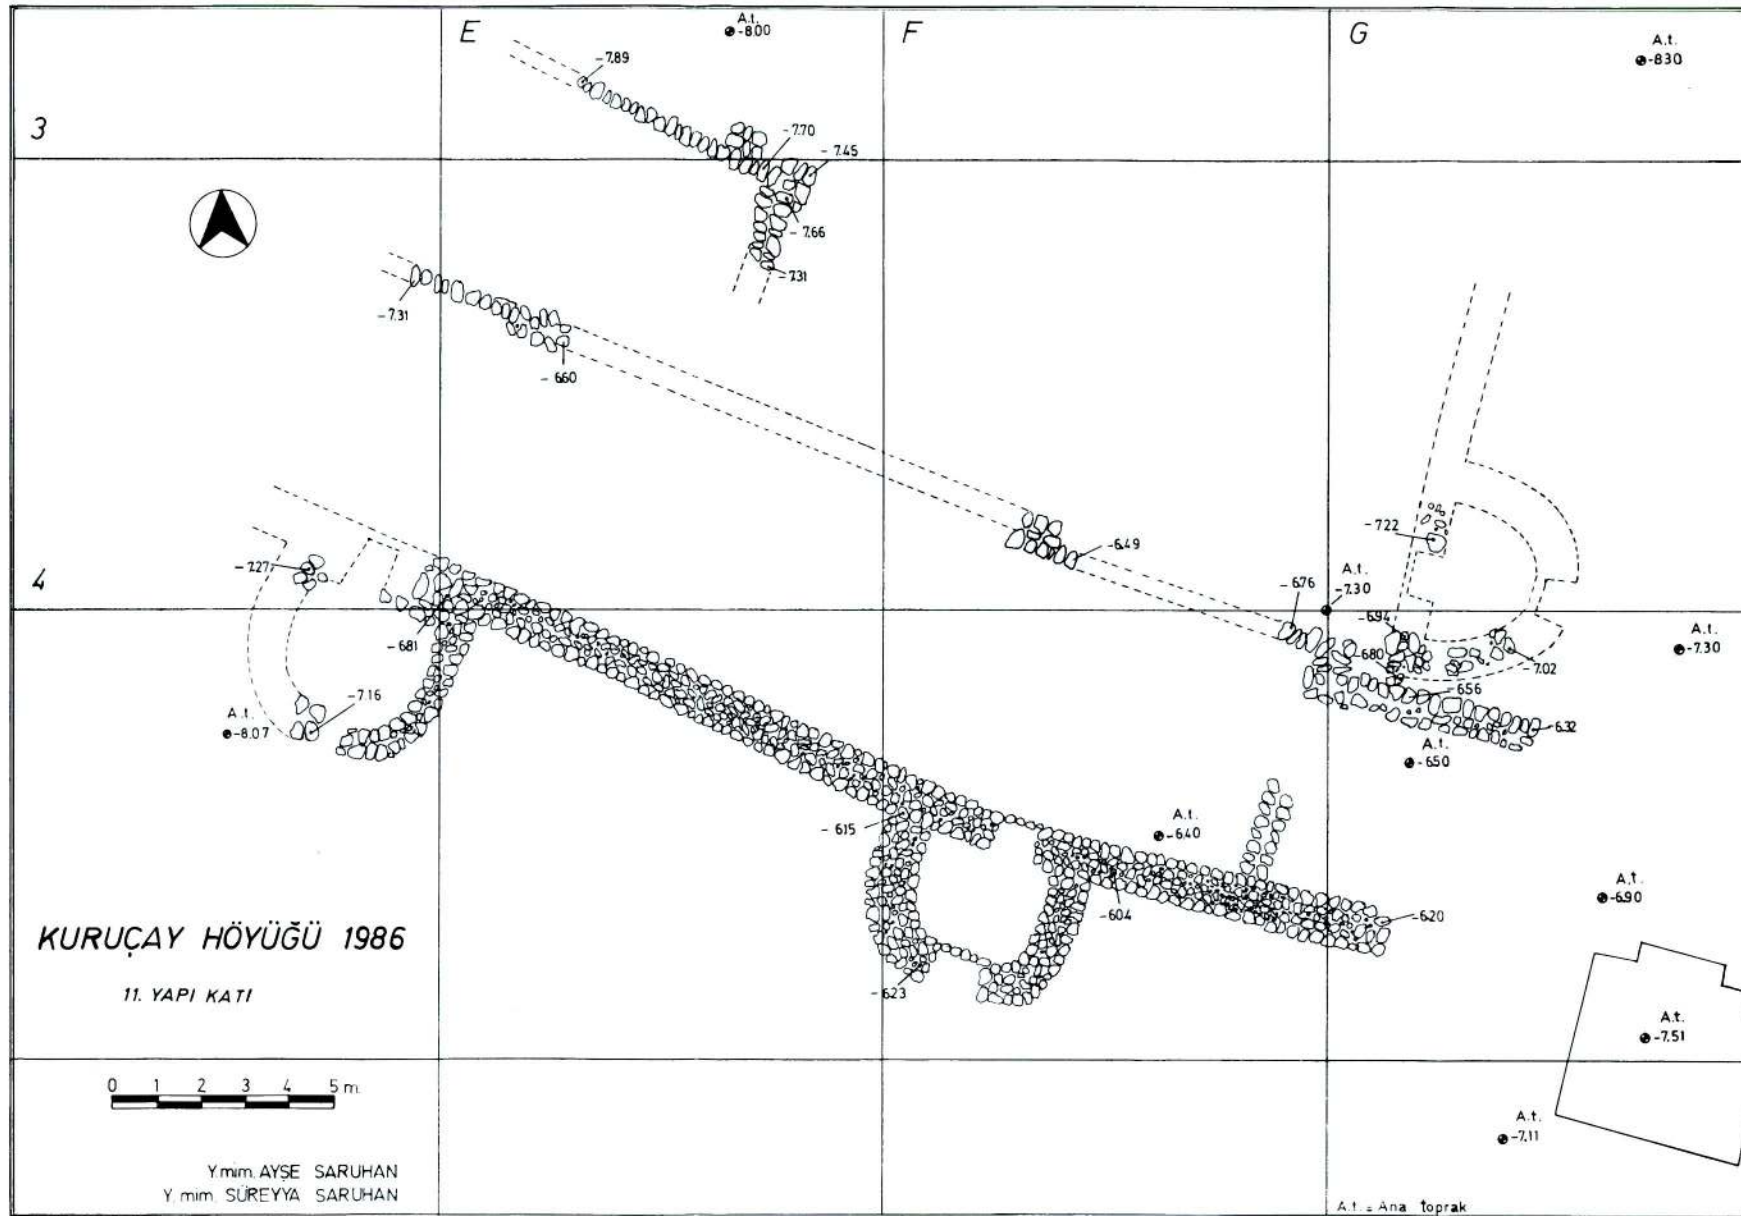 E
F
G
A.t.
-8.00
A.t.
-8.30
-7.89
3
-7.70
-7.45
-7.66
-7.31
-7.31
-6.60
-7.22
-6.49
A.t.
-7.30
-6.76
-7.27
4
-6.94
-6.81
-6.80
A.t.
-7.30
-7.02
-6.56
-7.16
A.t.
-8.07
-6.32
A.t.
-6.50
-6.15
A.t.
-6.40
-6.04
-6.20
A.t.
-6.90
KURUÇAY HÖYÜĞÜ 1986
-6.23
11. YAPI KATI
A.t.
-7.51
0 1 2 3 4 5 m.
A.t.
-7.11
Y.mim. AYŞE SARUHAN
Y. mim. SÜREYYA SARUHAN
A.t. = Ana toprak